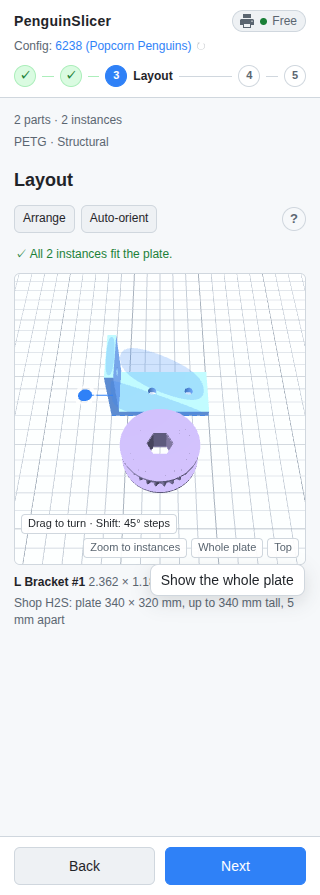 PenguinSlicer
Free
Config: 6238 (Popcorn Penguins)
3 Layout 4 5
2 parts · 2 instances
PETG · Structural
Layout
Arrange Auto-orient ?
✓ All 2 instances fit the plate.
Drag to turn · Shift: 45° steps
Zoom to instances Whole plate Top
L Bracket #1 2.362 × 1.1
Show the whole plate
Shop H2S: plate 340 × 320 mm, up to 340 mm tall, 5
mm apart
Back Next